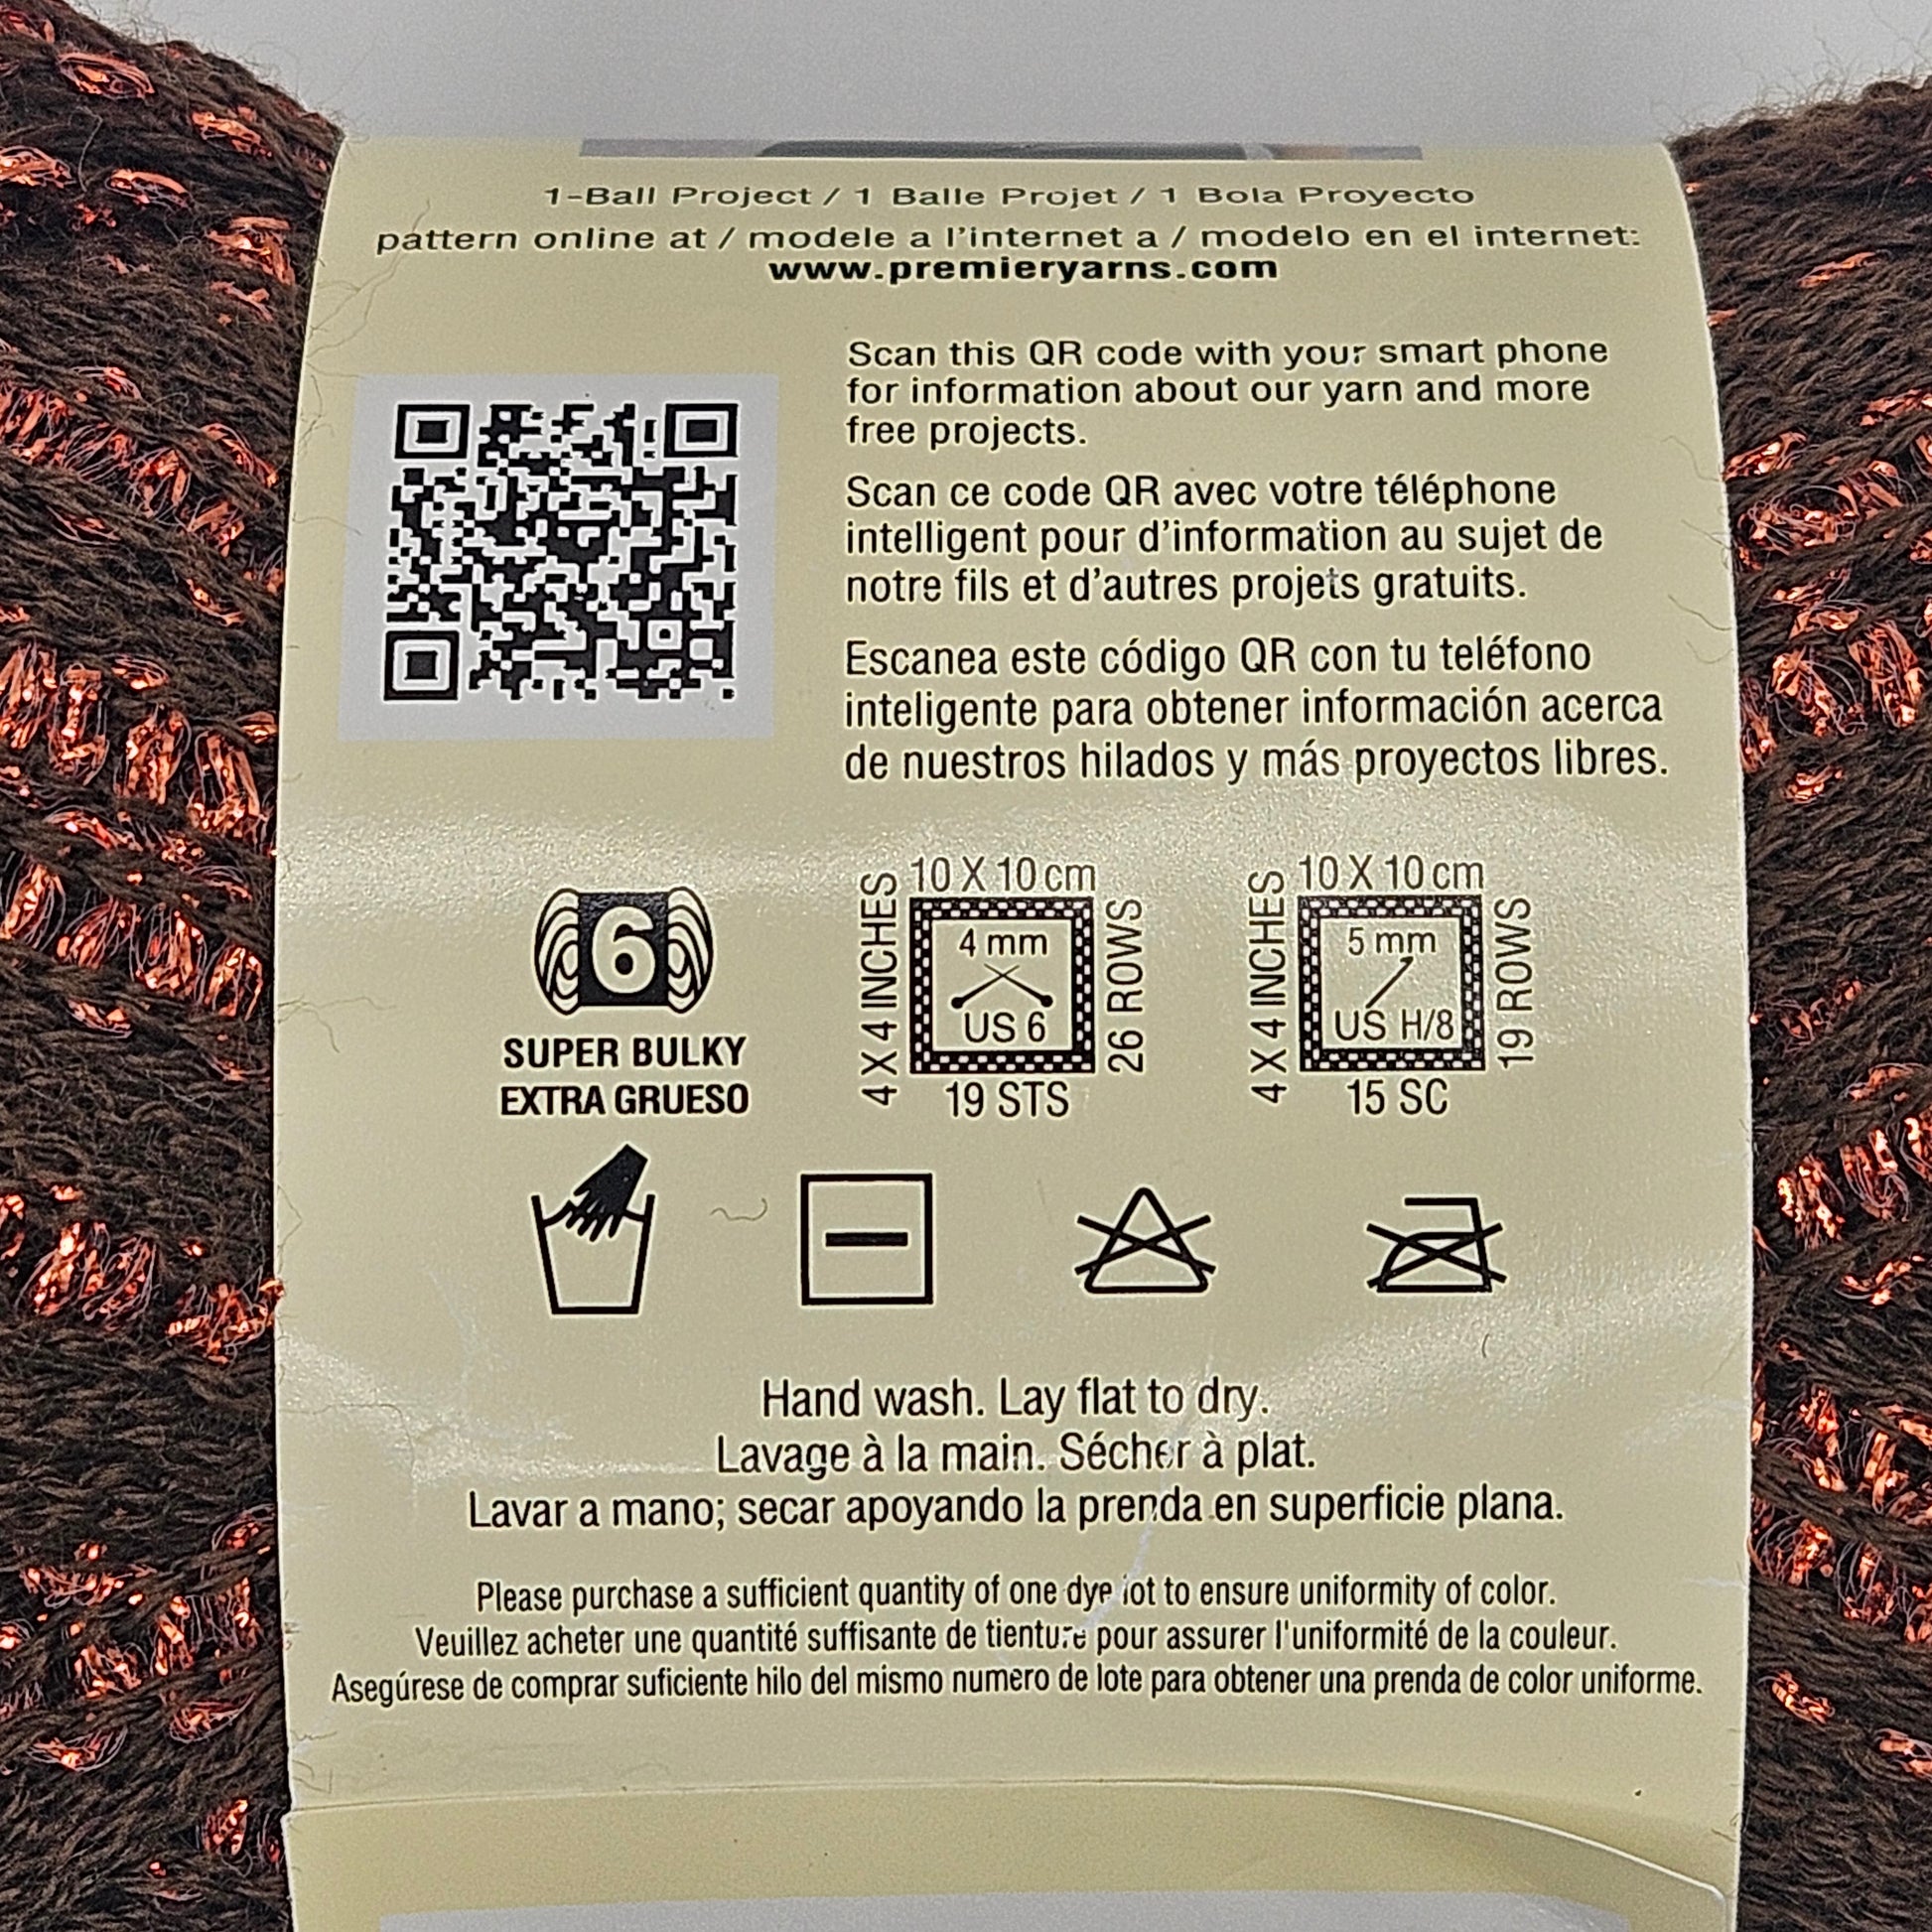 1-Ball Project / 1 Balle Projet / 1 Bola Proyecto
pattern online at / modele a l'internet a / modelo en el internet:
www.premieryarns.com
Scan this QR code with your smart phone
for information about our yarn and more
free projects.
Scan ce code QR avec votre téléphone
intelligent pour d'information au sujet de
notre fils et d'autres projets gratuits.
Escanea este código QR con tu teléfono
inteligente para obtener información acerca
de nuestros hilados y más proyectos libres.
6
SUPER BULKY
EXTRA GRUESO
10 X 10 cm
4 X 4 INCHES
4 mm
US 6
26 ROWS
19 STS
10 X 10 cm
4 X 4 INCHES
5 mm
US H/8
19 ROWS
15 SC
Hand wash. Lay flat to dry.
Lavage à la main. Sécher à plat.
Lavar a mano; secar apoyando la prenda en superficie plana.
Please purchase a sufficient quantity of one dye lot to ensure uniformity of color.
Veuillez acheter une quantité suffisante de tienture pour assurer l'uniformité de la couleur.
Asegúrese de comprar suficiente hilo del mismo numero de lote para obtener una prenda de color uniforme.